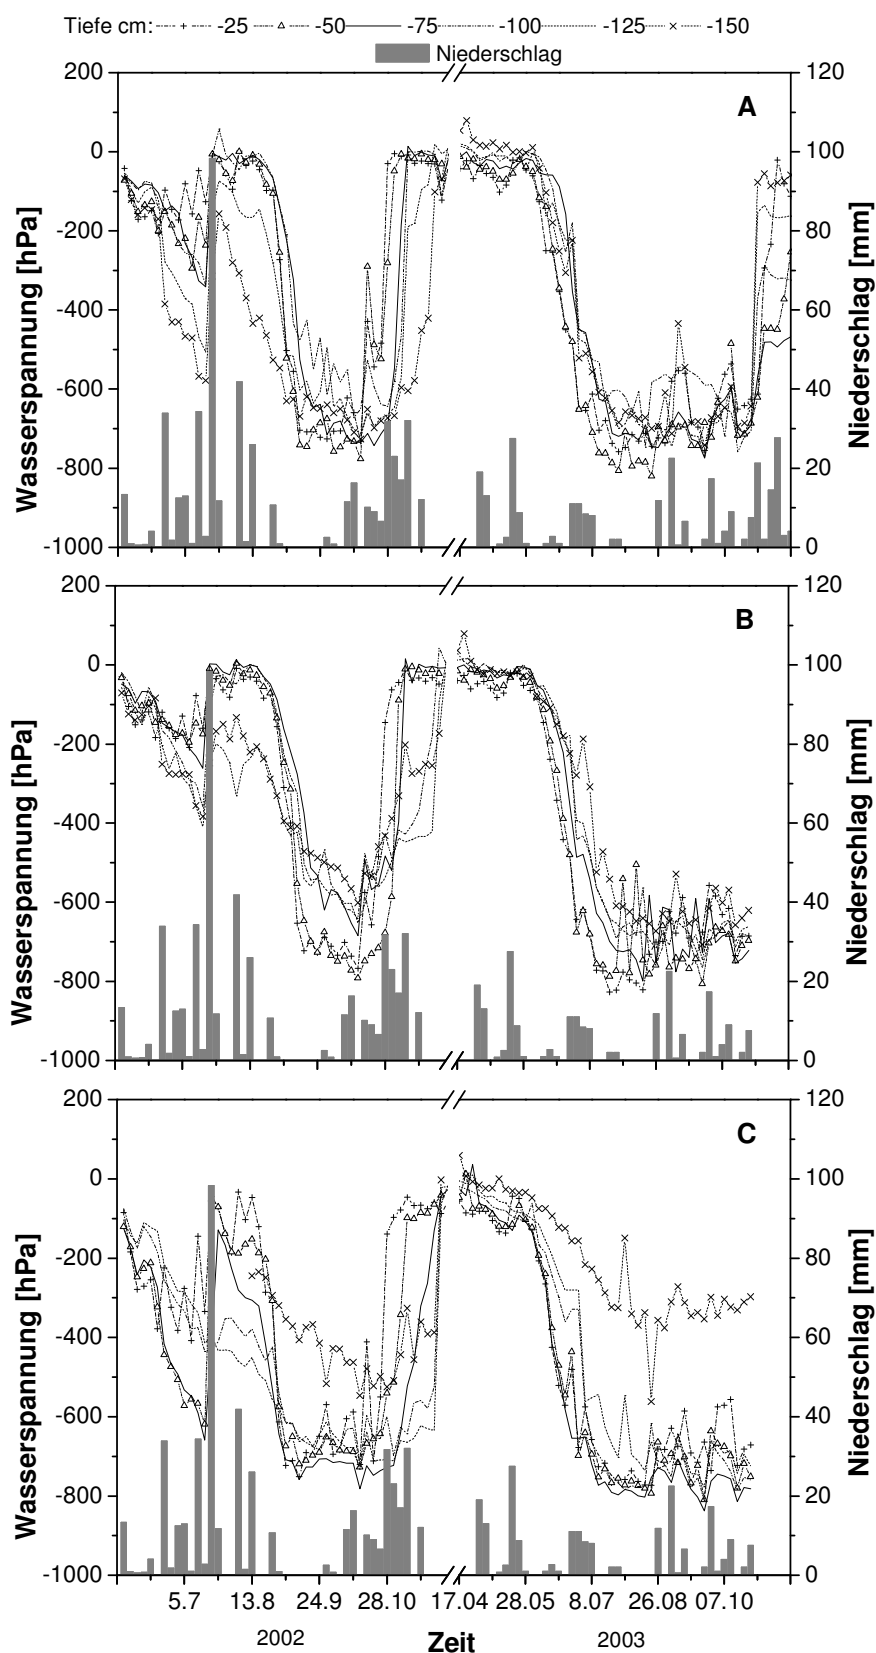 Tiefe cm: -25 -50 -75 -100 -125 -150
Niederschlag
200 120
A
0 100
-200 80
-400 60
-600 40
-800 20
-1000 0
Wasserspannung [hPa]
Niederschlag [mm]
200 120
B
0 100
-200 80
-400 60
-600 40
-800 20
-1000 0
Wasserspannung [hPa]
Niederschlag [mm]
200 120
C
0 100
-200 80
-400 60
-600 40
-800 20
-1000 0
Wasserspannung [hPa]
Niederschlag [mm]
5.7 13.8 24.9 28.10 17.04 28.05 8.07 26.08 07.10
2002 Zeit 2003